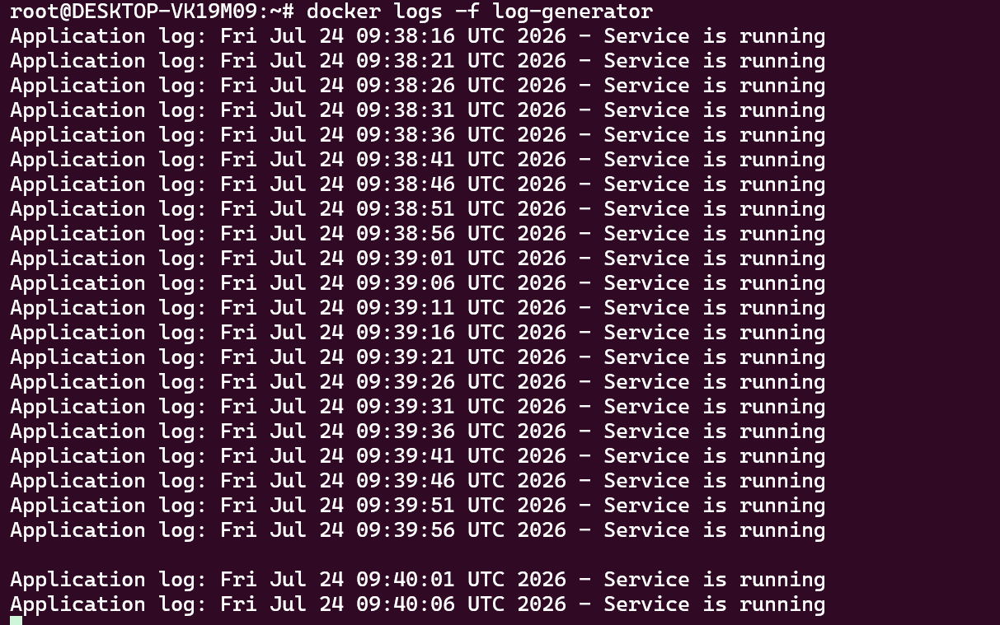 root@DESKTOP-VK19M09:~# docker logs -f log-generator
Application log: Fri Jul 24 09:38:16 UTC 2026 - Service is running
Application log: Fri Jul 24 09:38:21 UTC 2026 - Service is running
Application log: Fri Jul 24 09:38:26 UTC 2026 - Service is running
Application log: Fri Jul 24 09:38:31 UTC 2026 - Service is running
Application log: Fri Jul 24 09:38:36 UTC 2026 - Service is running
Application log: Fri Jul 24 09:38:41 UTC 2026 - Service is running
Application log: Fri Jul 24 09:38:46 UTC 2026 - Service is running
Application log: Fri Jul 24 09:38:51 UTC 2026 - Service is running
Application log: Fri Jul 24 09:38:56 UTC 2026 - Service is running
Application log: Fri Jul 24 09:39:01 UTC 2026 - Service is running
Application log: Fri Jul 24 09:39:06 UTC 2026 - Service is running
Application log: Fri Jul 24 09:39:11 UTC 2026 - Service is running
Application log: Fri Jul 24 09:39:16 UTC 2026 - Service is running
Application log: Fri Jul 24 09:39:21 UTC 2026 - Service is running
Application log: Fri Jul 24 09:39:26 UTC 2026 - Service is running
Application log: Fri Jul 24 09:39:31 UTC 2026 - Service is running
Application log: Fri Jul 24 09:39:36 UTC 2026 - Service is running
Application log: Fri Jul 24 09:39:41 UTC 2026 - Service is running
Application log: Fri Jul 24 09:39:46 UTC 2026 - Service is running
Application log: Fri Jul 24 09:39:51 UTC 2026 - Service is running
Application log: Fri Jul 24 09:39:56 UTC 2026 - Service is running

Application log: Fri Jul 24 09:40:01 UTC 2026 - Service is running
Application log: Fri Jul 24 09:40:06 UTC 2026 - Service is running